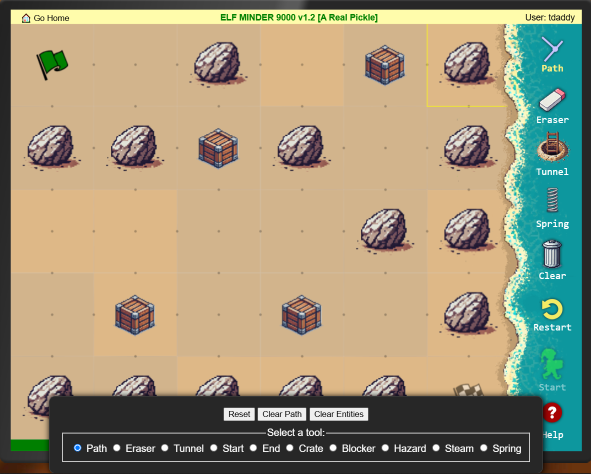 Go Home
ELF MINDER 9000 v1.2 [A Real Pickle]
User: tdaddy
Path
Eraser
Tunnel
Spring
Clear
Restart
Start
Help
Reset Clear Path Clear Entities
Select a tool:
Path Eraser Tunnel Start End Crate Blocker Hazard Steam Spring